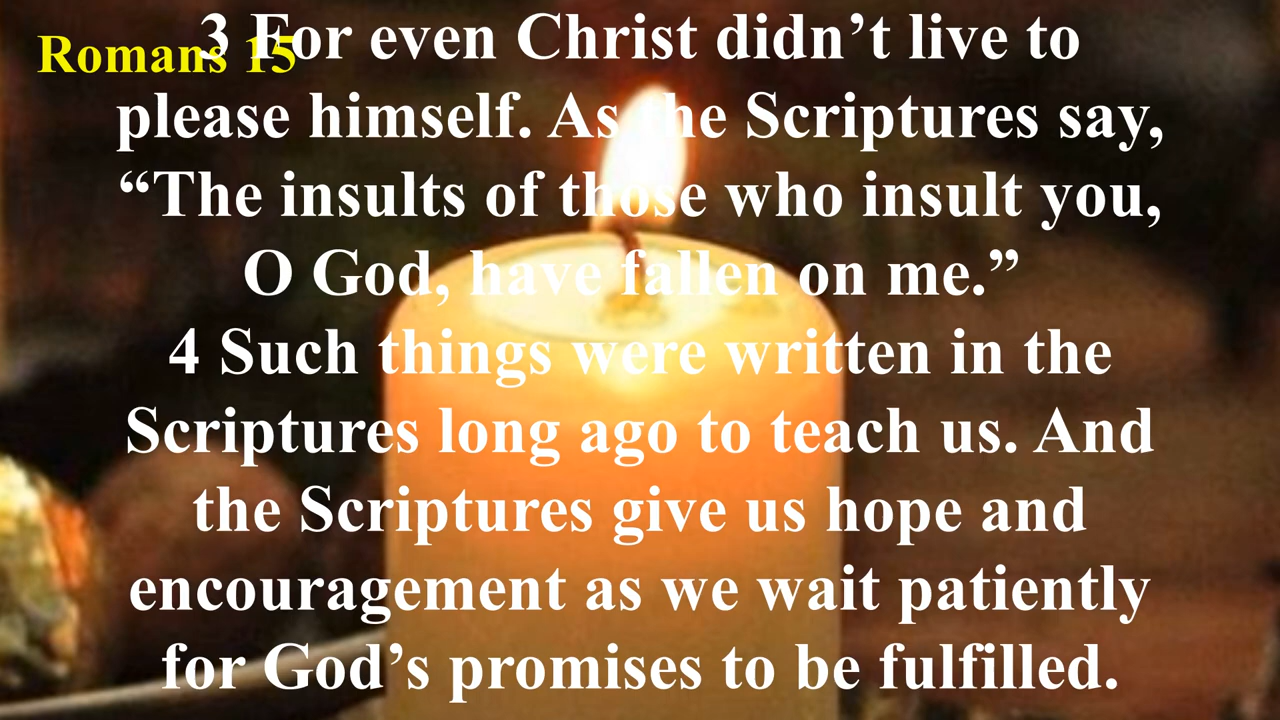 Romans 15
3 For even Christ didn’t live to
please himself. As the Scriptures say,
“The insults of those who insult you,
O God, have fallen on me.”
4 Such things were written in the
Scriptures long ago to teach us. And
the Scriptures give us hope and
encouragement as we wait patiently
for God’s promises to be fulfilled.